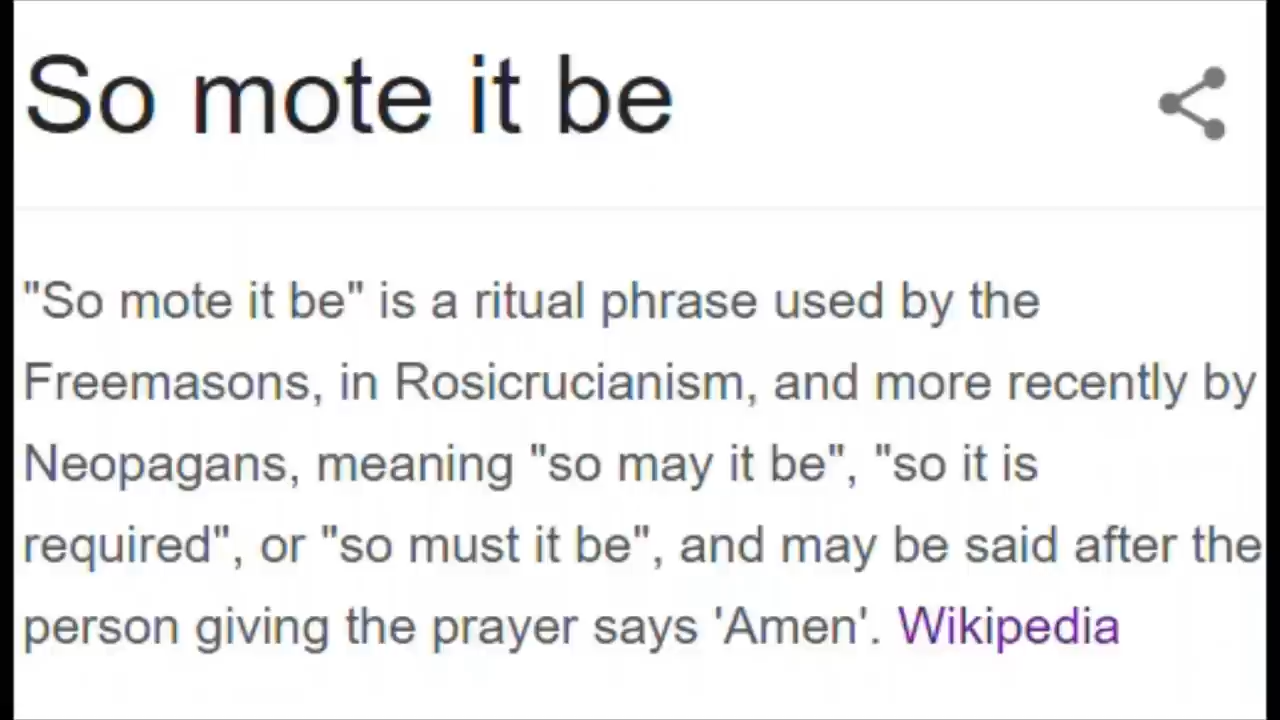 So mote it be
"So mote it be" is a ritual phrase used by the
Freemasons, in Rosicrucianism, and more recently by
Neopagans, meaning "so may it be", "so it is
required", or "so must it be", and may be said after the
person giving the prayer says 'Amen'. Wikipedia